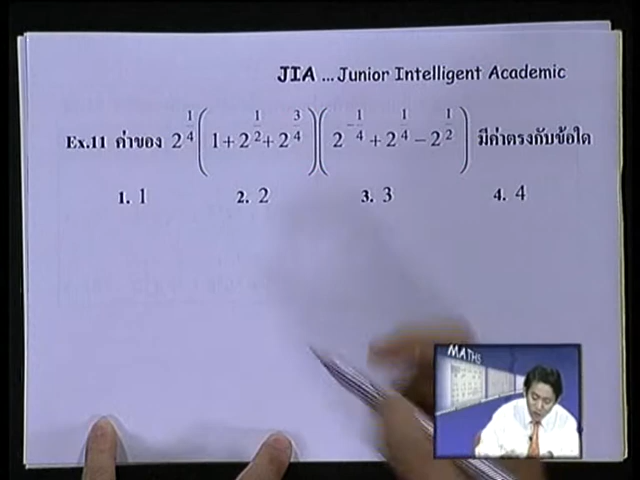 JIA ... Junior Intelligent Academic
Ex.11 ค่าของ 2^{1/4}(1+2^{1/2}+2^{3/4})(2^{-1/4}+2^{1/4}-2^{1/2}) มีค่าตรงกับข้อใด
1. 1 2. 2 3. 3 4. 4
MATHS